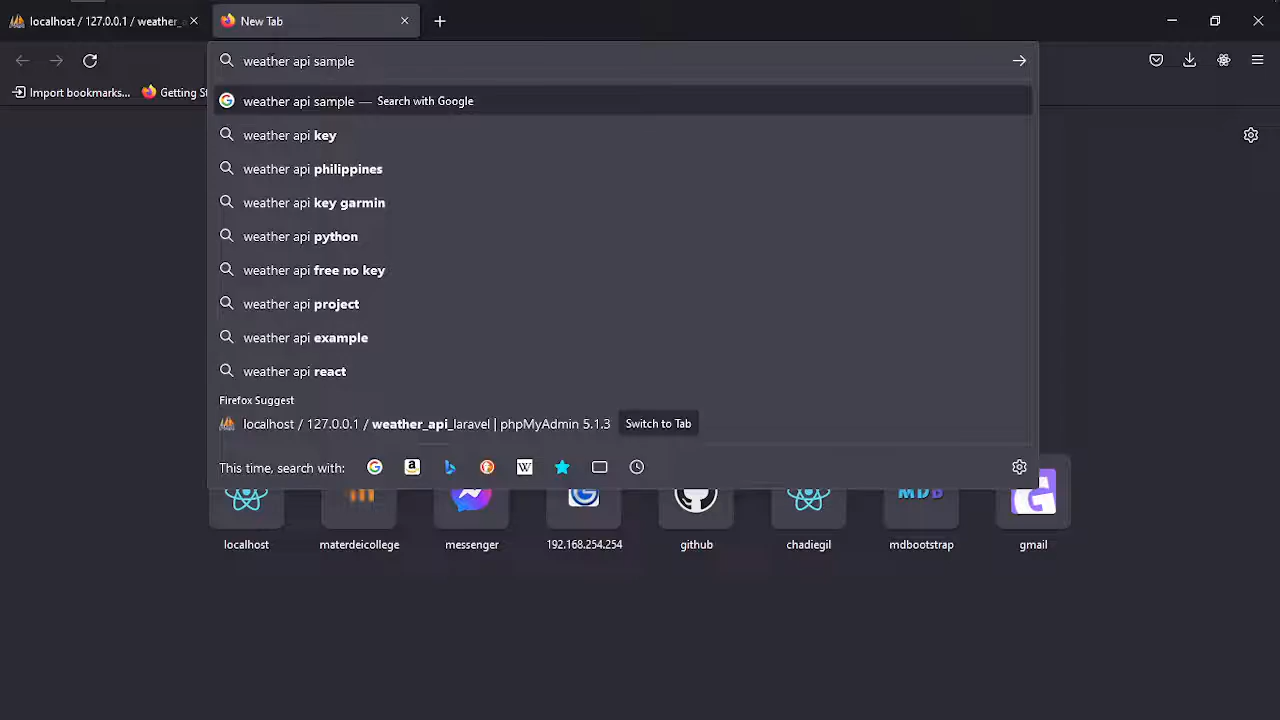 localhost / 127.0.0.1 / weather_a
New Tab
weather api sample
Import bookmarks...
Getting St
weather api sample — Search with Google
weather api key
weather api philippines
weather api key garmin
weather api python
weather api free no key
weather api project
weather api example
weather api react
Firefox Suggest
localhost / 127.0.0.1 / weather_api_laravel | phpMyAdmin 5.1.3
Switch to Tab
This time, search with:
localhost
materdeicollege
messenger
192.168.254.254
github
chadiegil
mdbootstrap
gmail